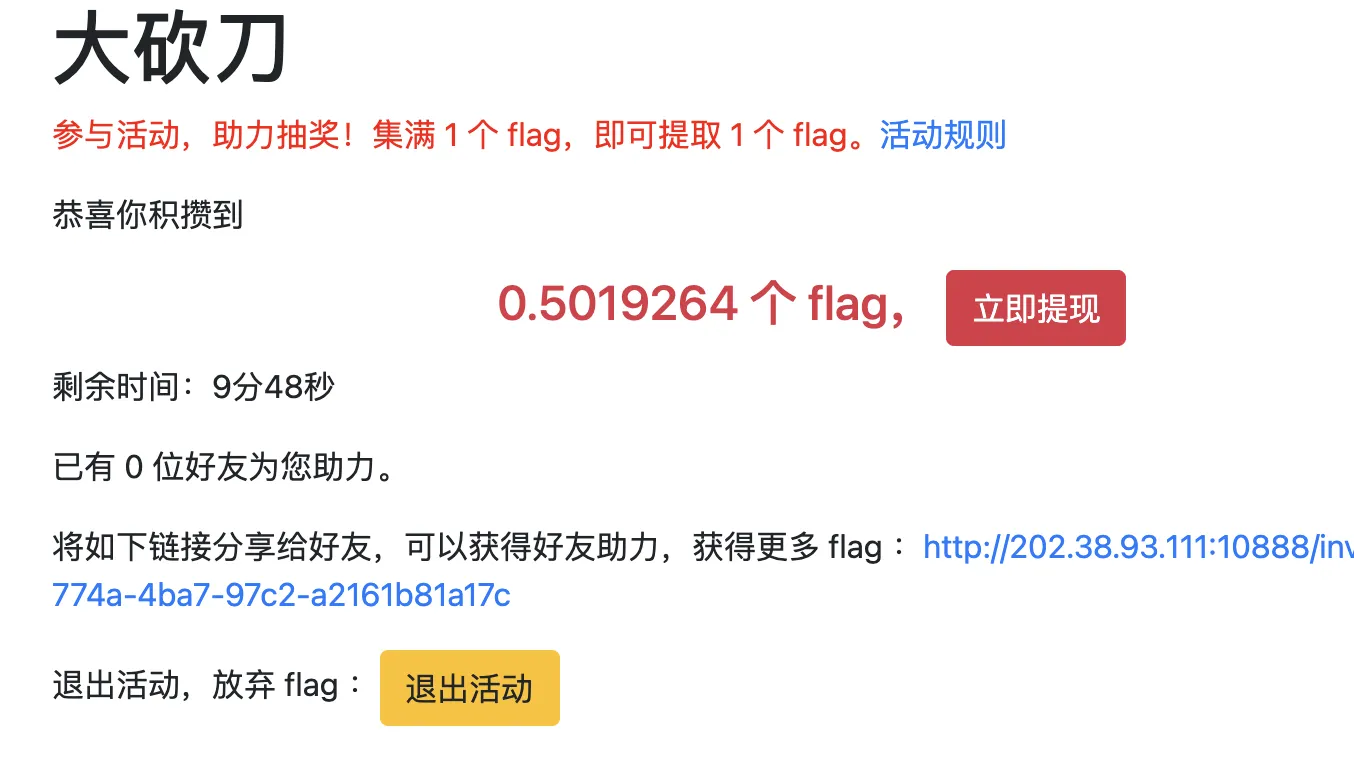 大砍刀
参与活动，助力抽奖！集满 1 个 flag，即可提取 1 个 flag。活动规则
恭喜你积攒到
0.5019264 个 flag， 立即提现
剩余时间：9分48秒
已有 0 位好友为您助力。
将如下链接分享给好友，可以获得好友助力，获得更多 flag ：http://202.38.93.111:10888/inv
774a-4ba7-97c2-a2161b81a17c
退出活动，放弃 flag ： 退出活动